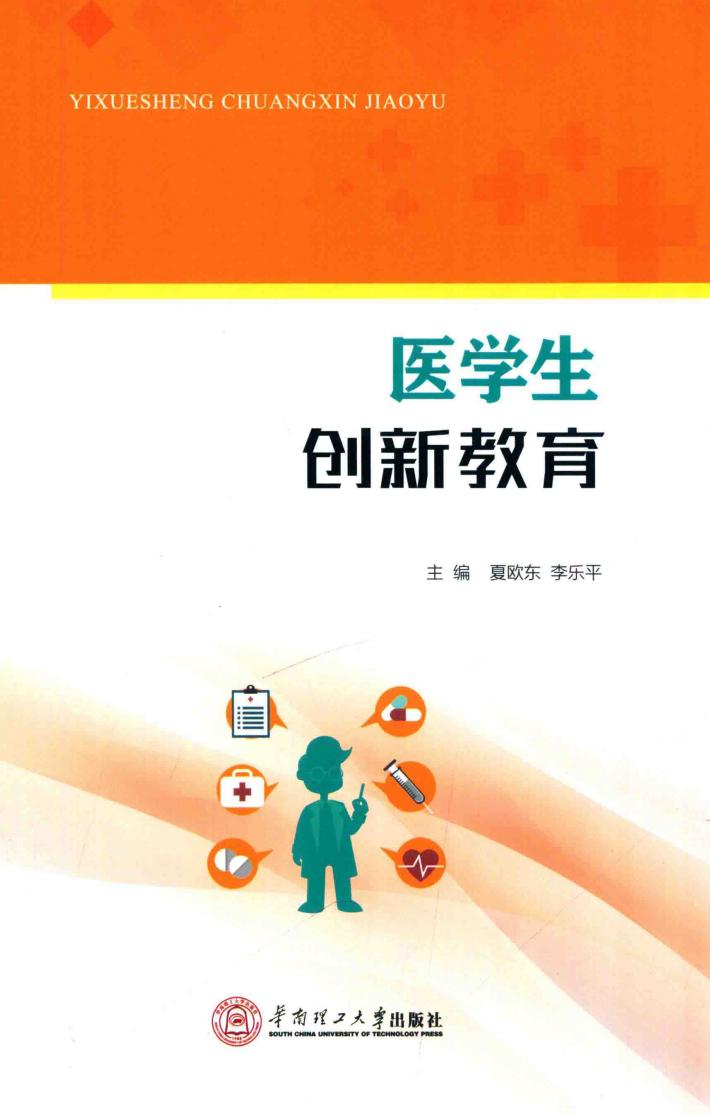 YIXUESHENG CHUANGXIN JIAOYU
医学生
创新教育
主 编 夏欧东 李乐平
华南理工大学出版社
SOUTH CHINA UNIVERSITY OF TECHNOLOGY PRESS